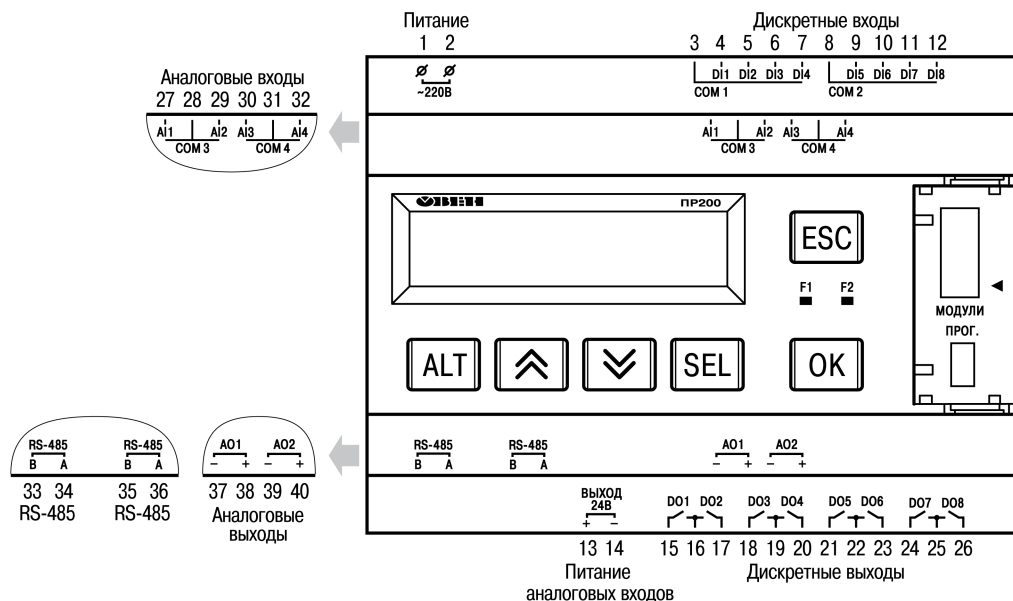 Питание
1 2
~220В
Дискретные входы
3 4 5 6 7 8 9 10 11 12
DI1 DI2 DI3 DI4 DI5 DI6 DI7 DI8
COM 1 COM 2
Аналоговые входы
27 28 29 30 31 32
AI1 AI2 AI3 AI4
COM 3 COM 4
AI1 AI2 AI3 AI4
COM 3 COM 4
ОВЕН ПР200
ESC
F1 F2
МОДУЛИ
ПРОГ.
ALT SEL OK
RS-485 RS-485
B A B A
33 34 35 36
RS-485 RS-485
AO1 AO2
– + – +
37 38 39 40
Аналоговые
выходы
RS-485 RS-485
B A B A
AO1 AO2
– + – +
ВЫХОД
24В
+ –
13 14
Питание
аналоговых входов
DO1 DO2 DO3 DO4 DO5 DO6 DO7 DO8
15 16 17 18 19 20 21 22 23 24 25 26
Дискретные выходы